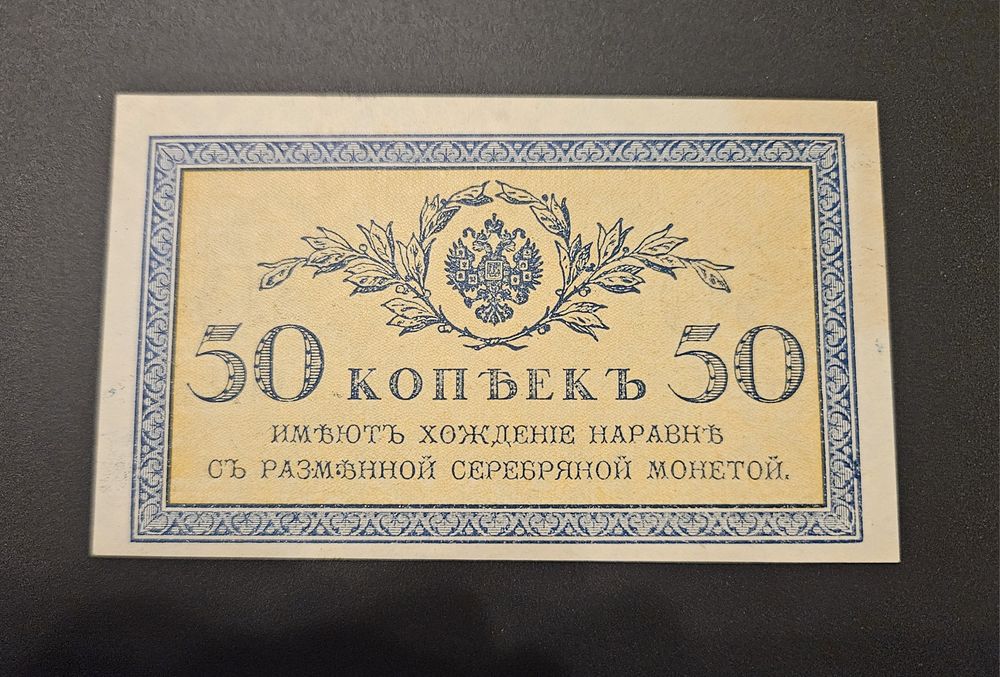 50 КОПѢЕКЪ 50
ИМѢЮТЪ ХОЖДЕНІЕ НАРАВНѢ
СЪ РАЗМѢННОЙ СЕРЕБРЯНОЙ МОНЕТОЙ.